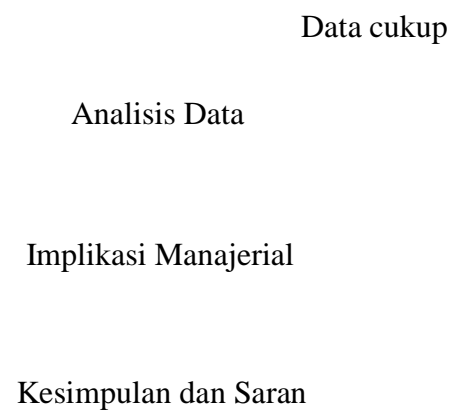 Data cukup
Analisis Data
Implikasi Manajerial
Kesimpulan dan Saran